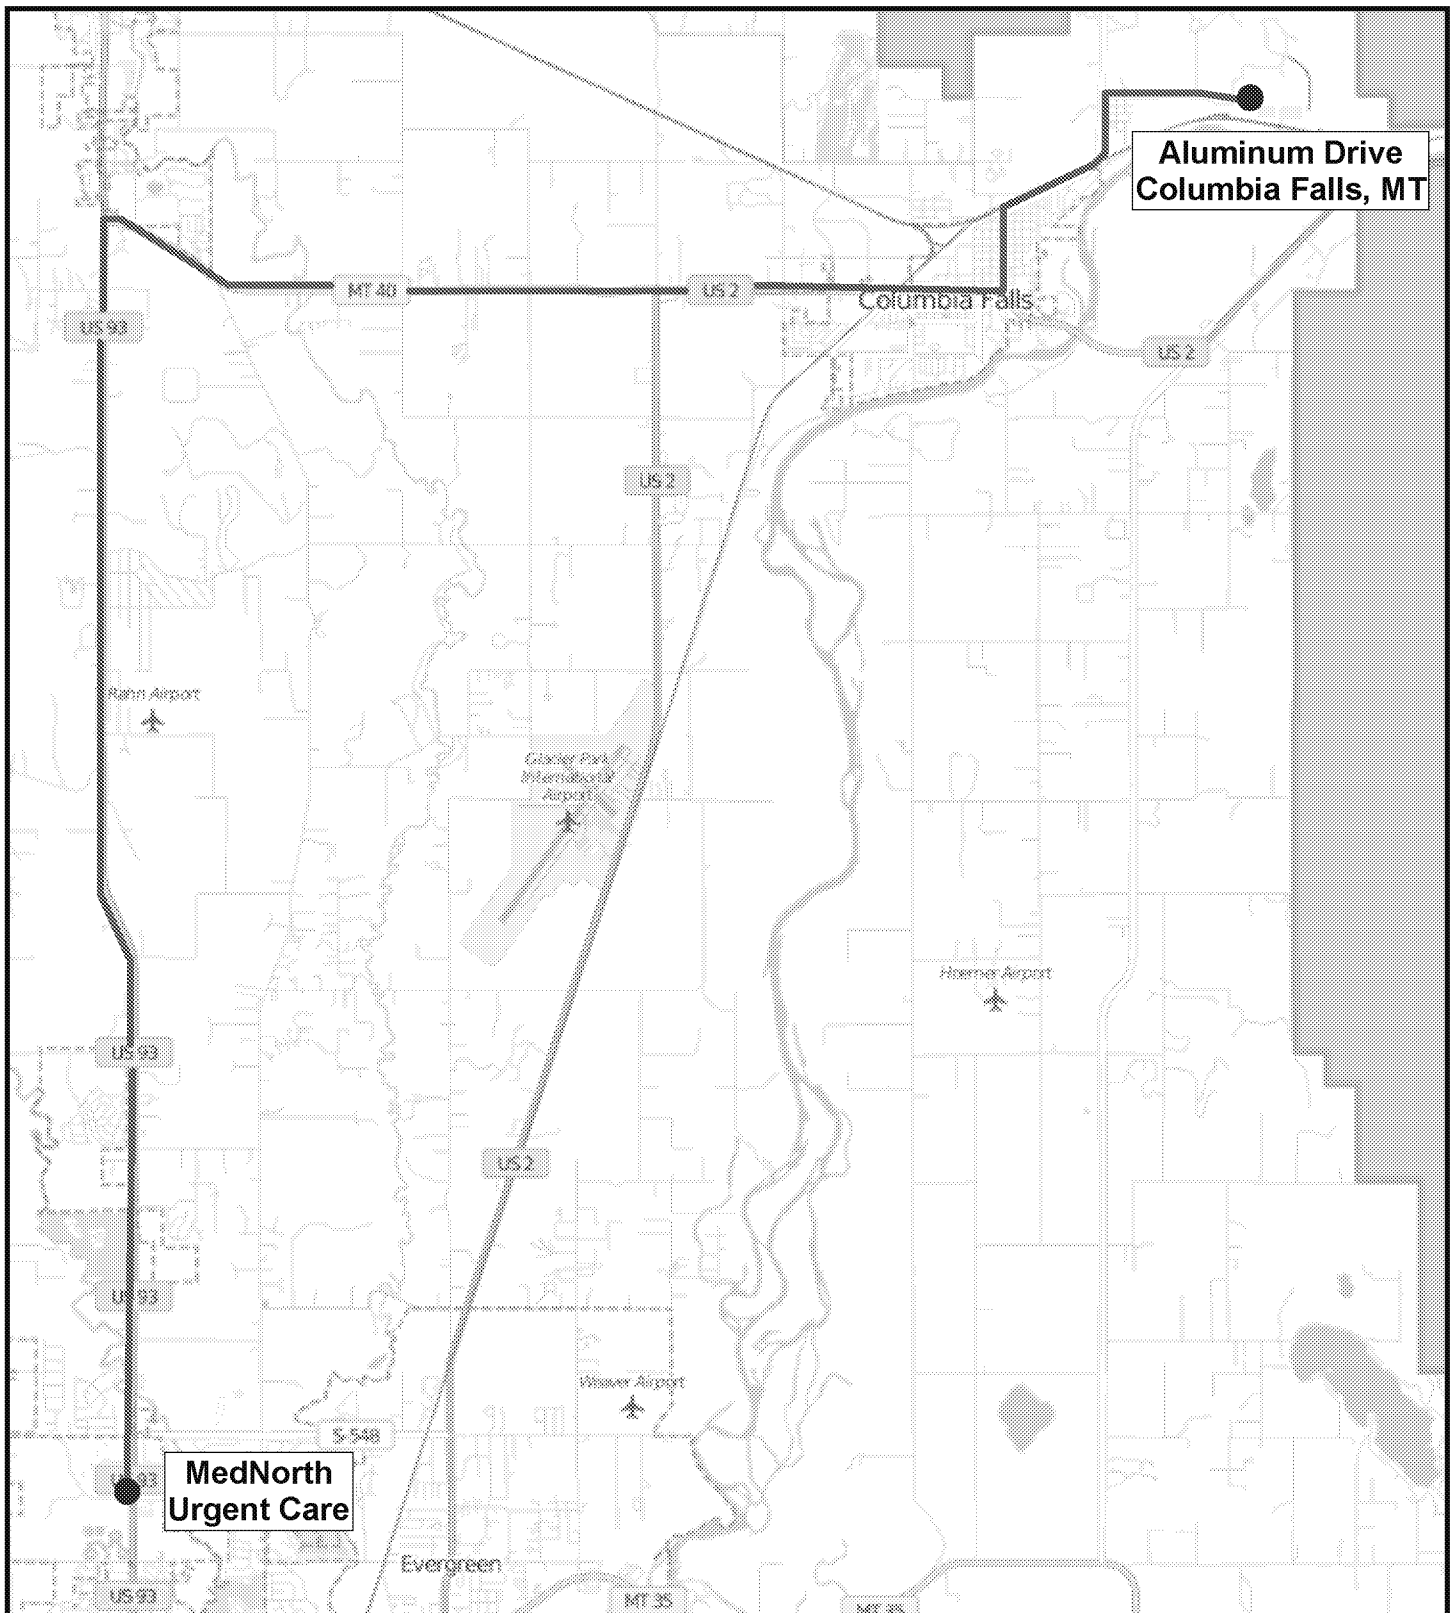 Aluminum Drive
Columbia Falls, MT
MT 40
US 2
Columbia Falls
US 93
US 2
US 2
Rahn Airport
Glacier Park
International
Airport
Hoerner Airport
US 93
US 2
US 93
Weaver Airport
S-548
US 93
MedNorth
Urgent Care
Evergreen
US 93
MT 35
MT 35